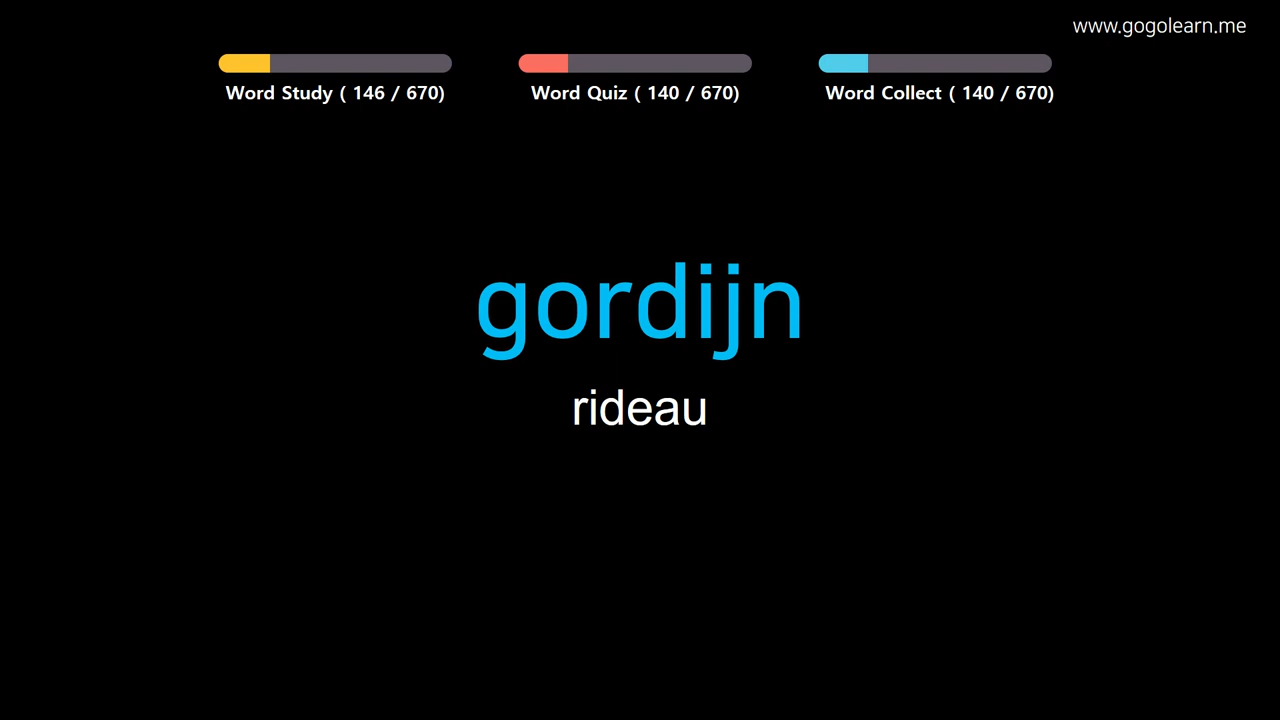 www.gogolearn.me
Word Study ( 146 / 670)
Word Quiz ( 140 / 670)
Word Collect ( 140 / 670)
gordijn
rideau